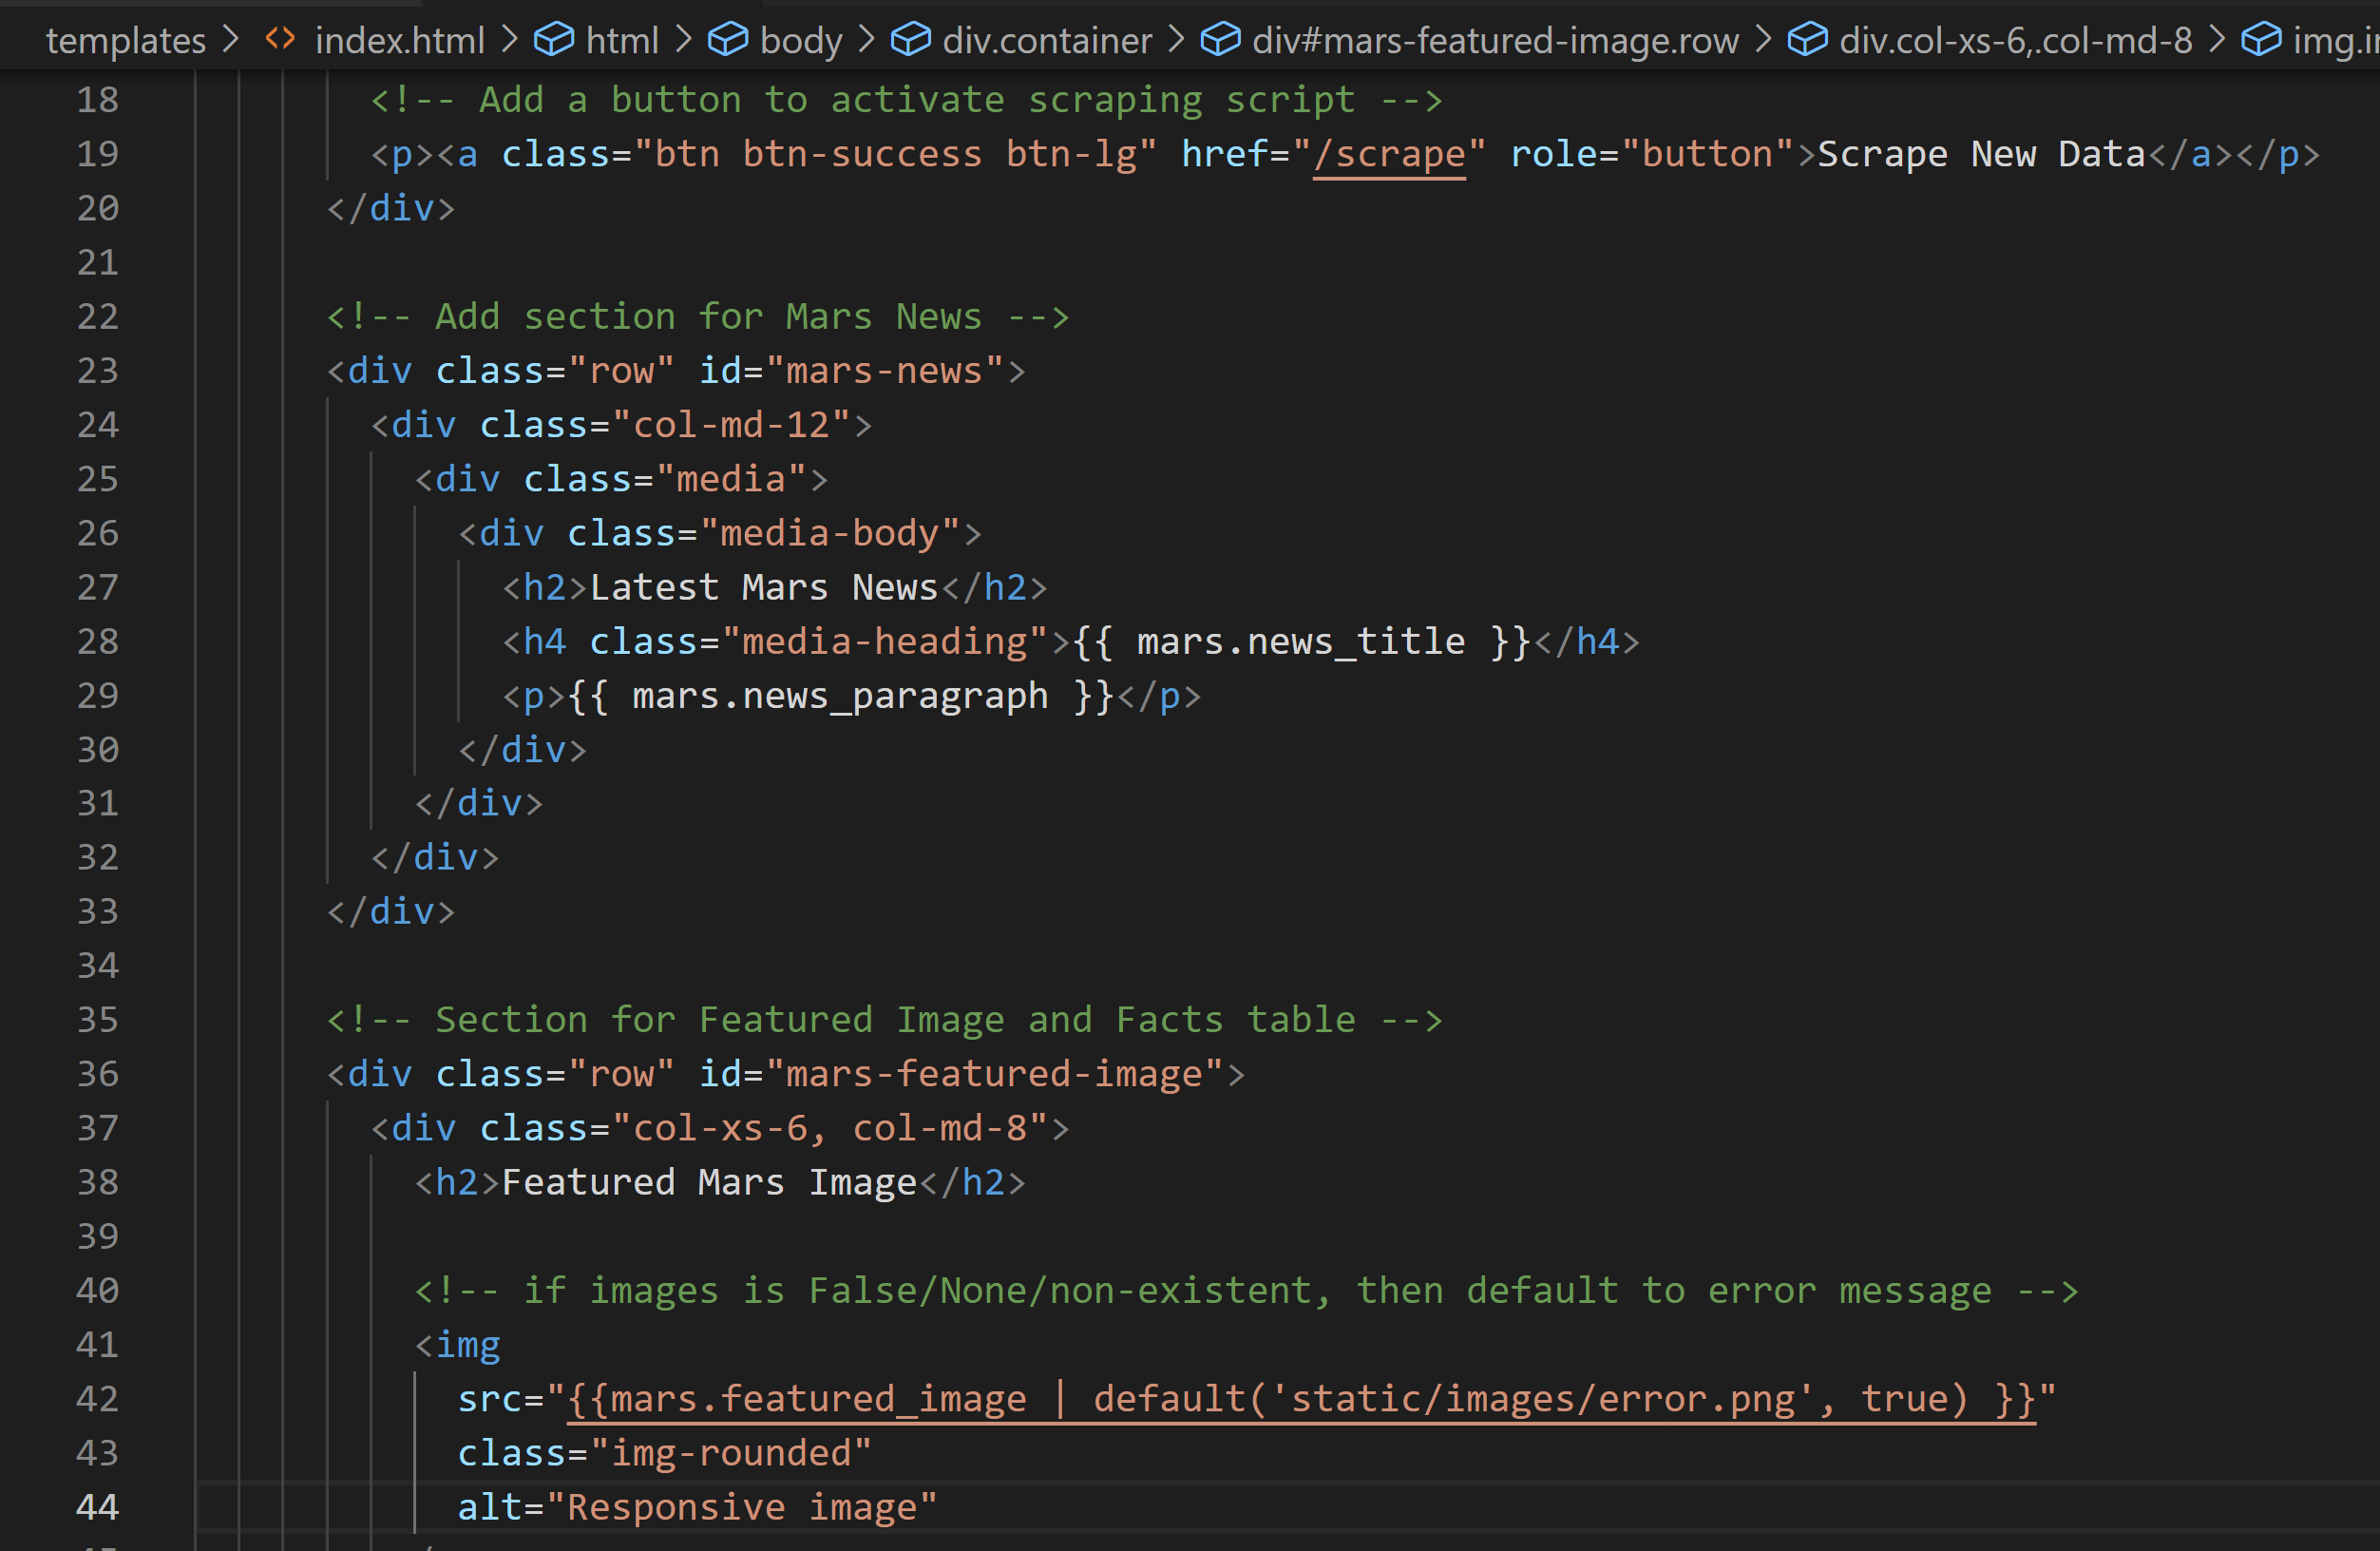 templates > index.html > html > body > div.container > div#mars-featured-image.row > div.col-xs-6,.col-md-8 >
18 <!-- Add a button to activate scraping script -->
19 <p><a class="btn btn-success btn-lg" href="/scrape" role="button">Scrape New Data</a></p>
20 </div>
21
22 <!-- Add section for Mars News -->
23 <div class="row" id="mars-news">
24 <div class="col-md-12">
25 <div class="media">
26 <div class="media-body">
27 <h2>Latest Mars News</h2>
28 <h4 class="media-heading">{{ mars.news_title }}</h4>
29 <p>{{ mars.news_paragraph }}</p>
30 </div>
31 </div>
32 </div>
33 </div>
34
35 <!-- Section for Featured Image and Facts table -->
36 <div class="row" id="mars-featured-image">
37 <div class="col-xs-6, col-md-8">
38 <h2>Featured Mars Image</h2>
39
40 <!-- if images is False/None/non-existent, then default to error message -->
41 <img
42 src="{{mars.featured_image | default('static/images/error.png', true) }}"
43 class="img-rounded"
44 alt="Responsive image"